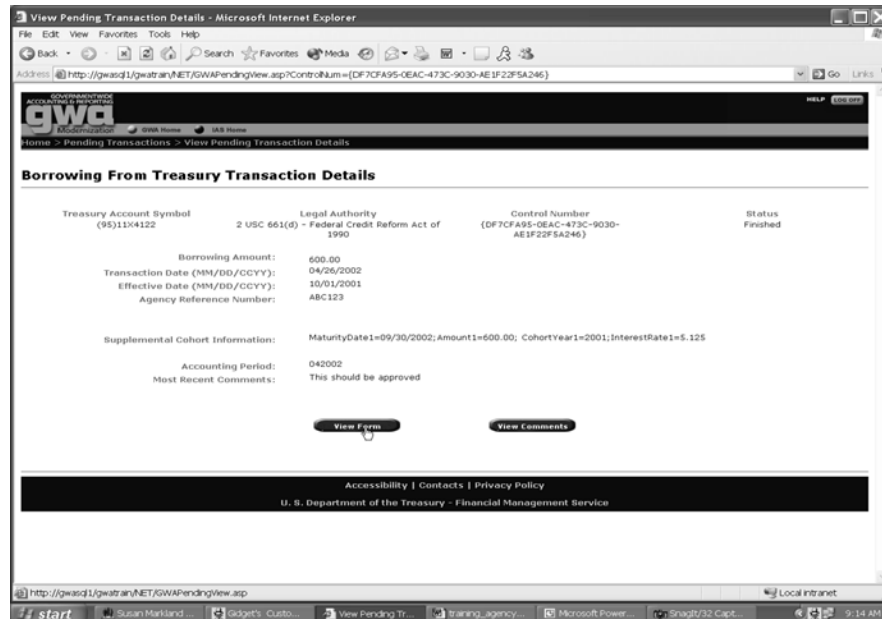 View Pending Transaction Details - Microsoft Internet Explorer
File Edit View Favorites Tools Help
Back Search Favorites Media
Address http://gwasql1/gwatrain/NET/GWAPendingView.asp?ControlNum={DF7CFA95-0EAC-473C-9030-AE1F22F5A246} Go Links
GOVERNMENTWIDE
ACCOUNTING & REPORTING
gwa
Modernization
HELP LOG OFF
GWA Home IAS Home
Home > Pending Transactions > View Pending Transaction Details
Borrowing From Treasury Transaction Details
Treasury Account Symbol Legal Authority Control Number Status
(95)11X4122 2 USC 661(d) - Federal Credit Reform Act of {DF7CFA95-0EAC-473C-9030- Finished
1990 AE1F22F5A246}
Borrowing Amount: 600.00
Transaction Date (MM/DD/CCYY): 04/26/2002
Effective Date (MM/DD/CCYY): 10/01/2001
Agency Reference Number: ABC123
Supplemental Cohort Information: MaturityDate1=09/30/2002;Amount1=600.00; CohortYear1=2001;InterestRate1=5.125
Accounting Period: 042002
Most Recent Comments: This should be approved
View Form View Comments
Accessibility | Contacts | Privacy Policy
U. S. Department of the Treasury - Financial Management Service
http://gwasql1/gwatrain/NET/GWAPendingView.asp Local intranet
start Susan Markland ... Gidget's Custo... View Pending Tr... training_agency... Microsoft Power... SnagIt/32 Capt... 9:14 AM